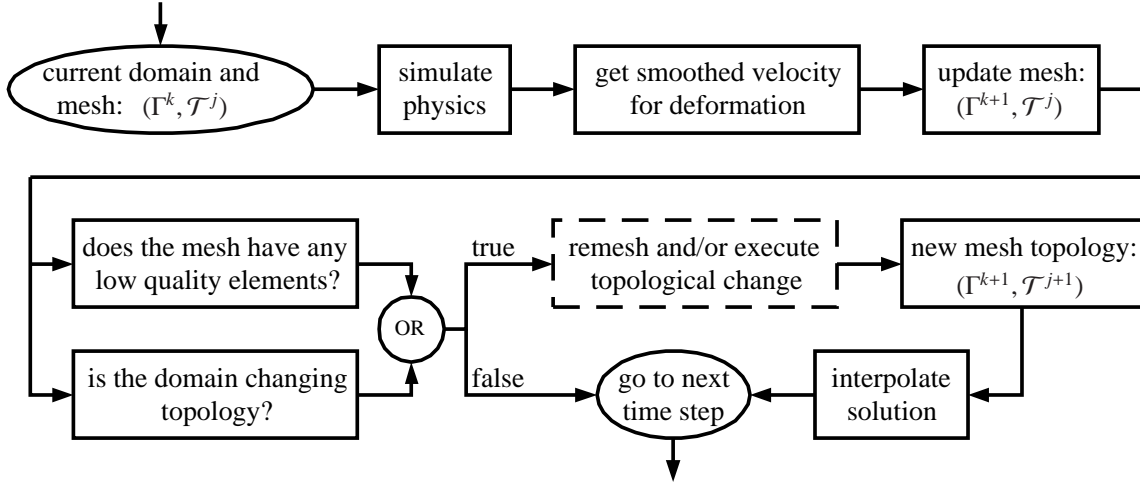 current domain and
mesh: (Γ^k, 𝒯^j)
simulate
physics
get smoothed velocity
for deformation
update mesh:
(Γ^{k+1}, 𝒯^j)
does the mesh have any
low quality elements?
is the domain changing
topology?
OR
true
false
remesh and/or execute
topological change
new mesh topology:
(Γ^{k+1}, 𝒯^{j+1})
go to next
time step
interpolate
solution